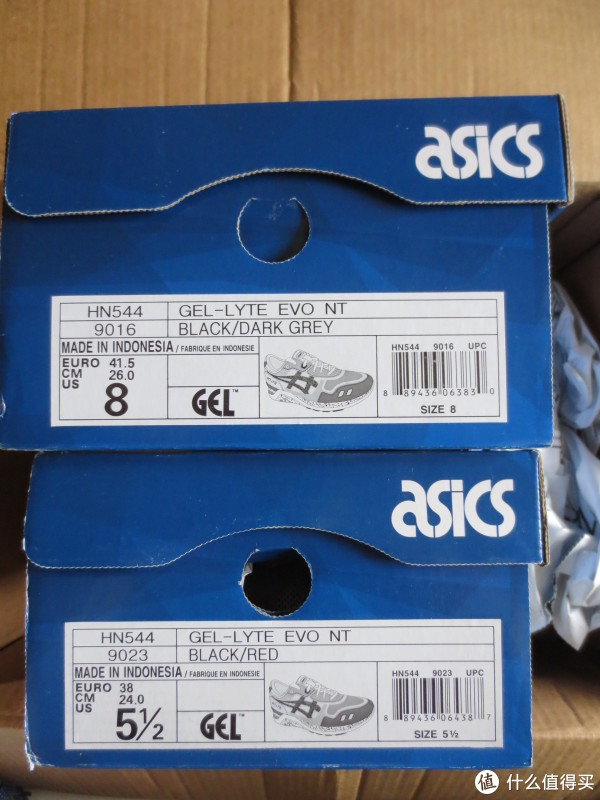 asics
HN544 GEL-LYTE EVO NT
9016 BLACK/DARK GREY
MADE IN INDONESIA / FABRIQUE EN INDONESIE
EURO 41.5
CM 26.0
US 8
GEL™
HN544 9016 UPC
8 89436 06383 0
SIZE 8
asics
HN544 GEL-LYTE EVO NT
9023 BLACK/RED
MADE IN INDONESIA / FABRIQUE EN INDONESIE
EURO 38
CM 24.0
US 5½
GEL™
HN544 9023 UPC
8 89436 06438 7
SIZE 5½
值 什么值得买